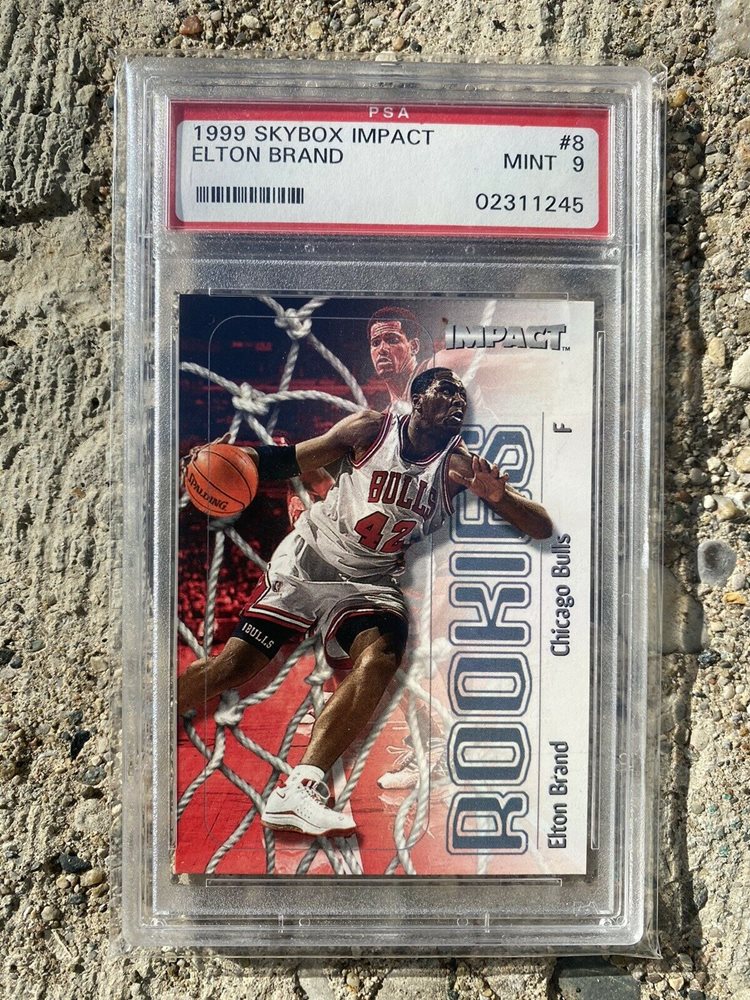 PSA
1999 SKYBOX IMPACT #8
ELTON BRAND MINT 9
02311245
IMPACT™
ROOKIES
Elton Brand Chicago Bulls F
BULLS
42
SPALDING
BULLS